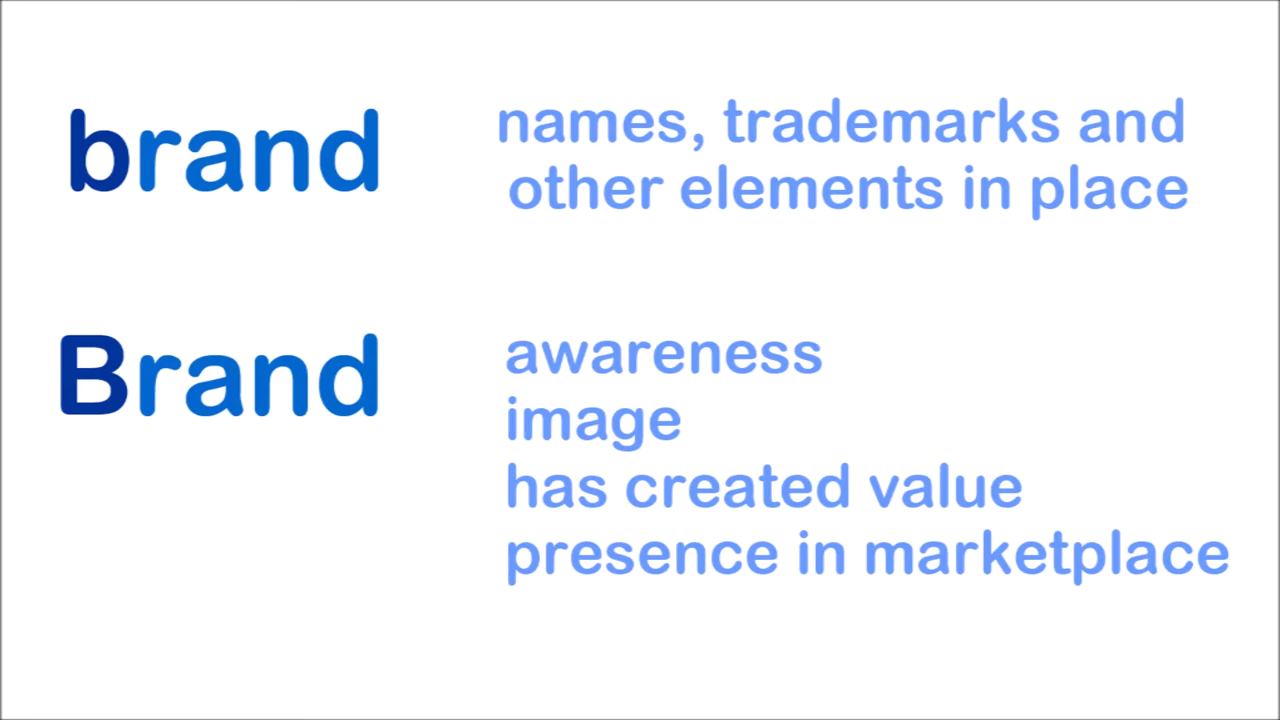 brand
names, trademarks and
other elements in place
Brand
awareness
image
has created value
presence in marketplace